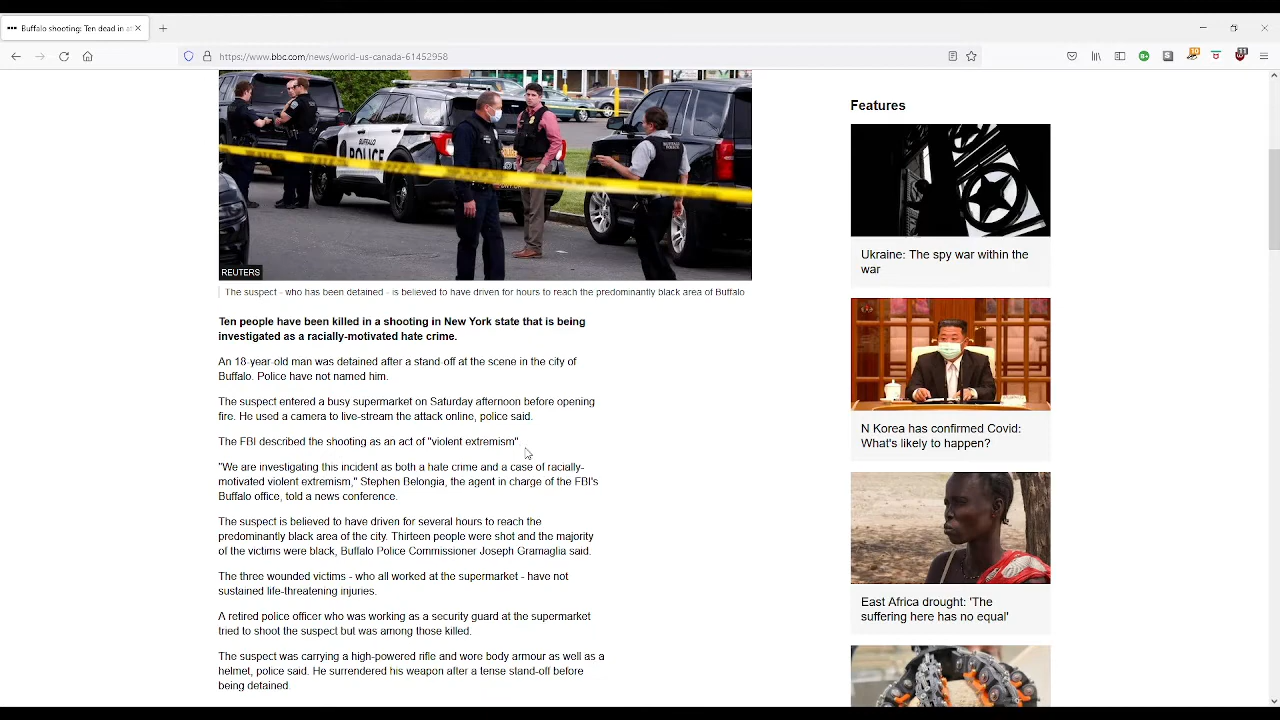 Buffalo shooting: Ten dead in at
https://www.bbc.com/news/world-us-canada-61452958
10
11
BUFFALO
POLICE
REUTERS
The suspect - who has been detained - is believed to have driven for hours to reach the predominantly black area of Buffalo
Ten people have been killed in a shooting in New York state that is being
investigated as a racially-motivated hate crime.
An 18-year-old man was detained after a stand-off at the scene in the city of
Buffalo. Police have not named him.
The suspect entered a busy supermarket on Saturday afternoon before opening
fire. He used a camera to live-stream the attack online, police said.
The FBI described the shooting as an act of "violent extremism"
"We are investigating this incident as both a hate crime and a case of racially-
motivated violent extremism," Stephen Belongia, the agent in charge of the FBI's
Buffalo office, told a news conference.
The suspect is believed to have driven for several hours to reach the
predominantly black area of the city. Thirteen people were shot and the majority
of the victims were black, Buffalo Police Commissioner Joseph Gramaglia said.
The three wounded victims - who all worked at the supermarket - have not
sustained life-threatening injuries.
A retired police officer who was working as a security guard at the supermarket
tried to shoot the suspect but was among those killed.
The suspect was carrying a high-powered rifle and wore body armour as well as a
helmet, police said. He surrendered his weapon after a tense stand-off before
being detained.
Features
Ukraine: The spy war within the
war
N Korea has confirmed Covid:
What's likely to happen?
East Africa drought: 'The
suffering here has no equal'